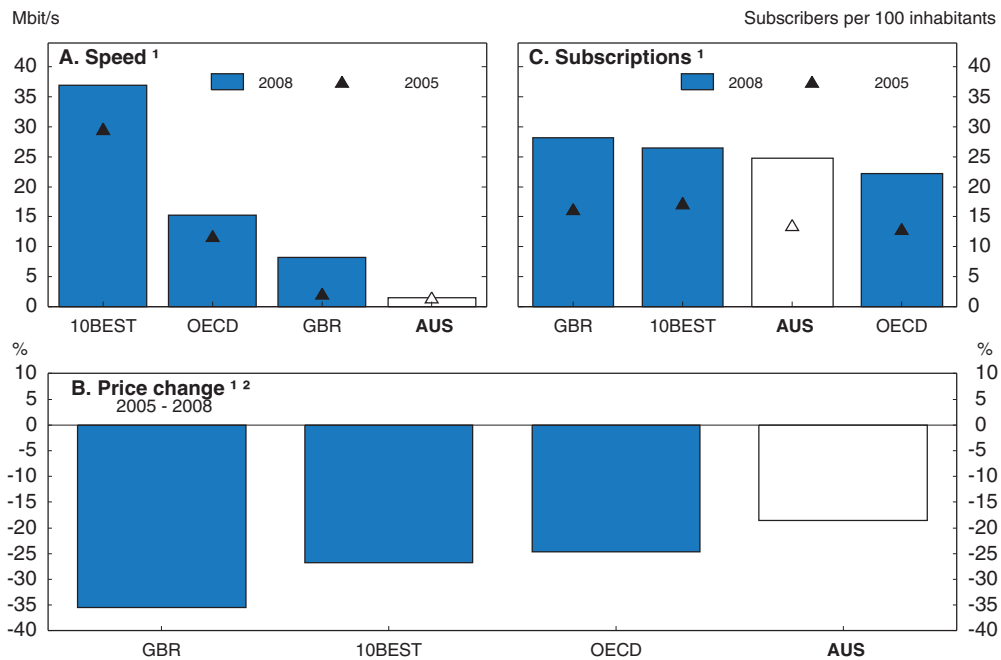 Mbit/s
Subscribers per 100 inhabitants
A. Speed ¹
2008
2005
40
35
30
25
20
15
10
5
0
10BEST
OECD
GBR
AUS
C. Subscriptions ¹
2008
2005
40
35
30
25
20
15
10
5
0
GBR
10BEST
AUS
OECD
%
%
B. Price change ¹ ²
2005 - 2008
10
5
0
-5
-10
-15
-20
-25
-30
-35
-40
10
5
0
-5
-10
-15
-20
-25
-30
-35
-40
GBR
10BEST
OECD
AUS